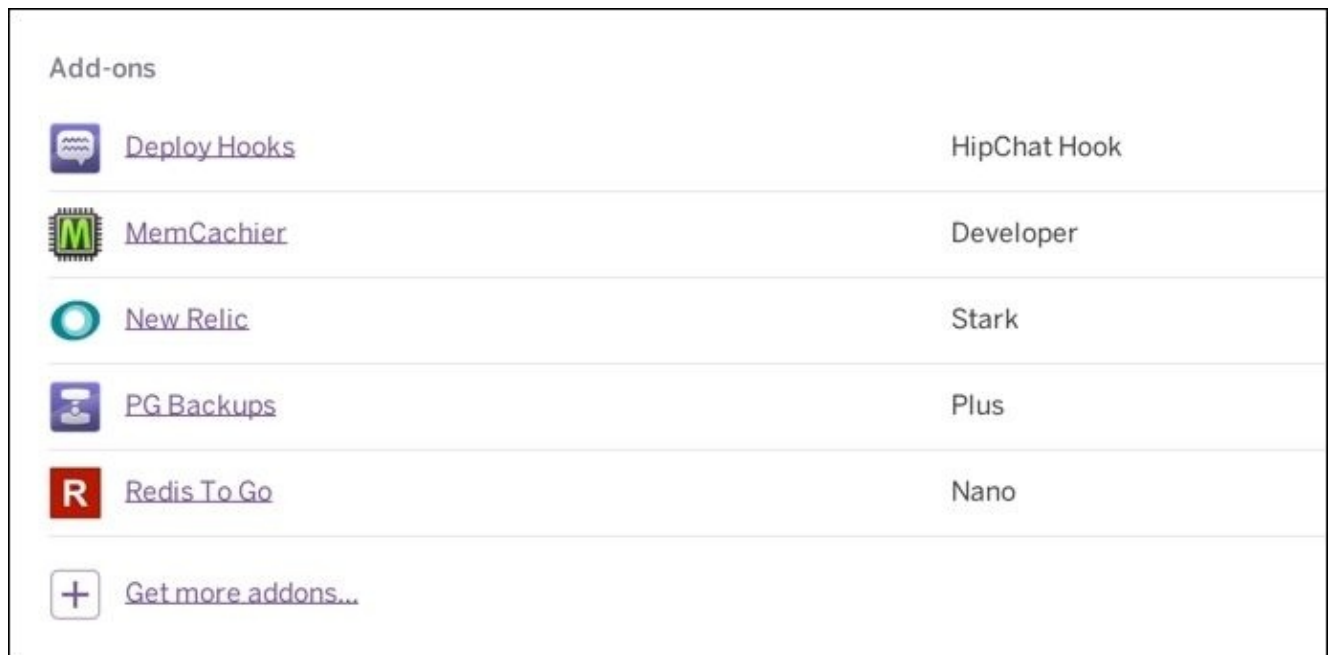 Add-ons
Deploy Hooks HipChat Hook
M MemCachier Developer
New Relic Stark
PG Backups Plus
R Redis To Go Nano
+ Get more addons...